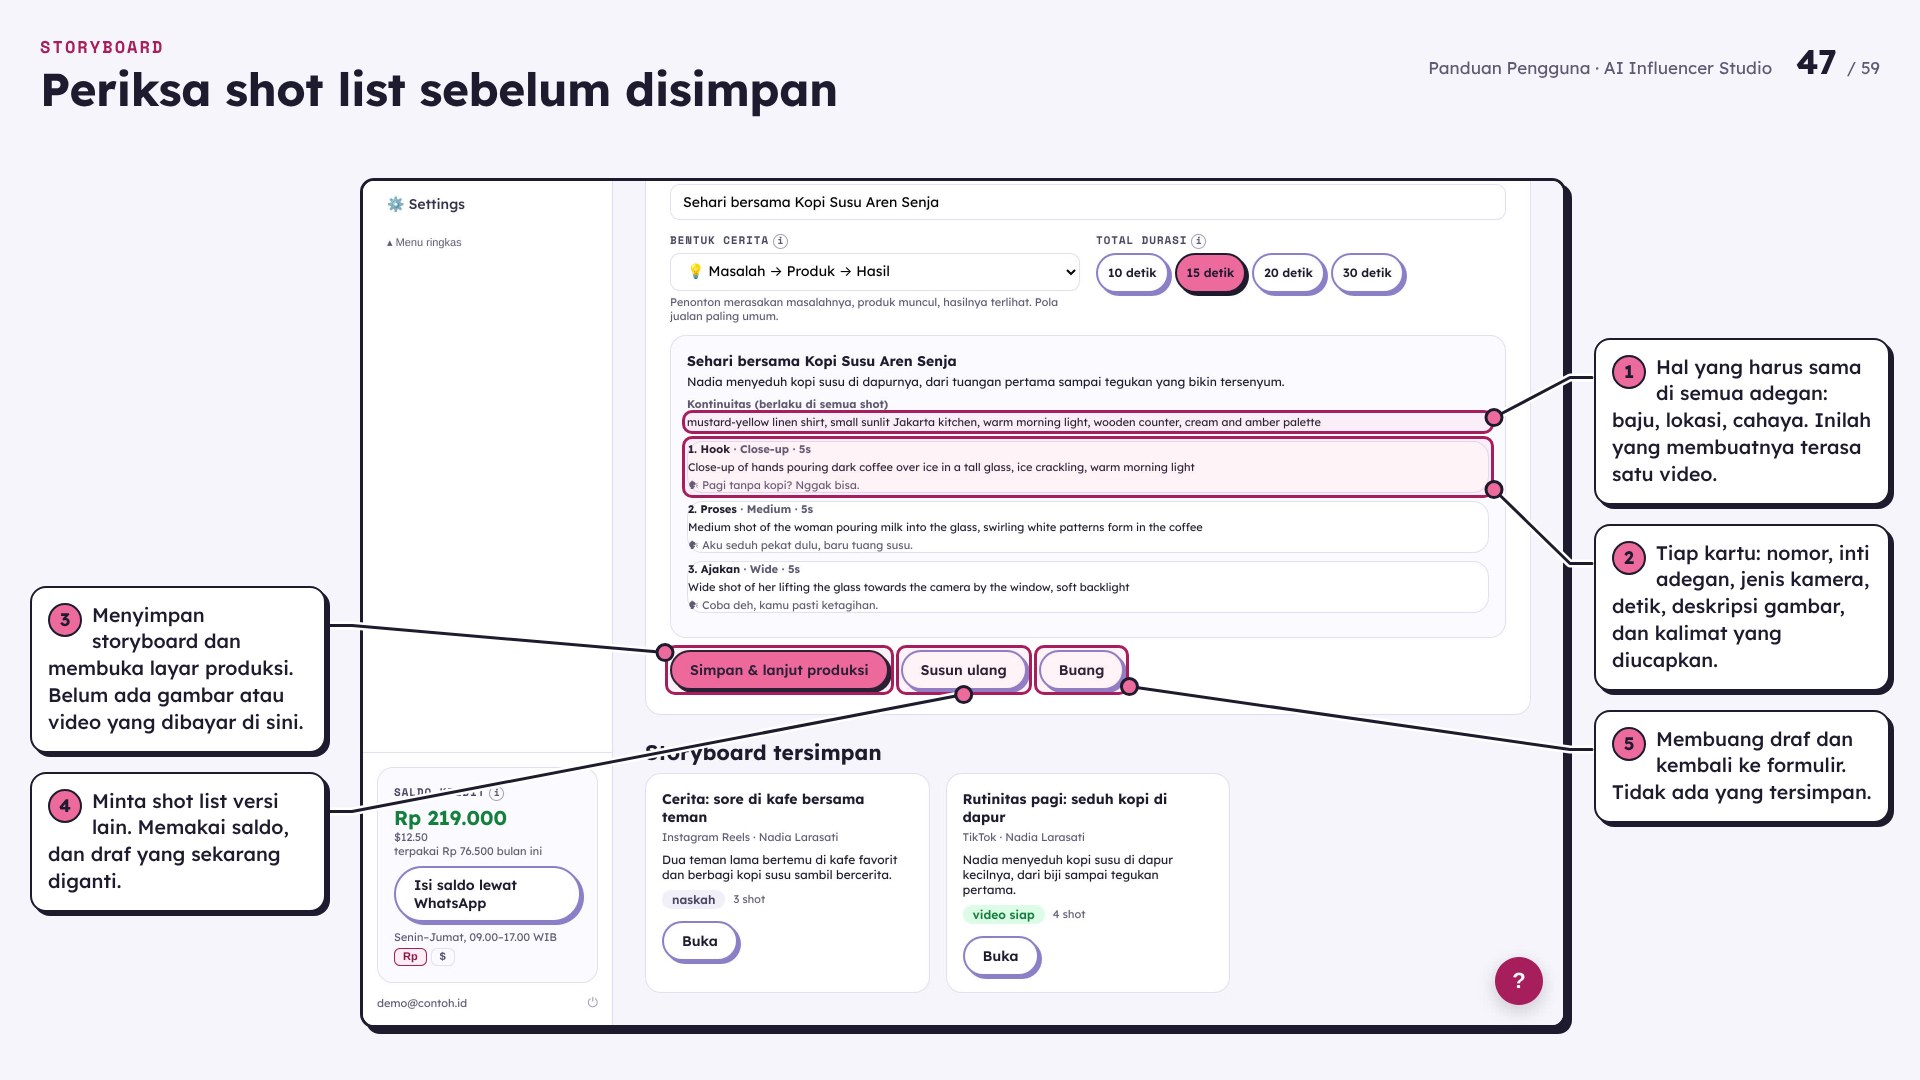 STORYBOARD
Periksa shot list sebelum disimpan
Panduan Pengguna · AI Influencer Studio 47 / 59
⚙️ Settings
▴ Menu ringkas
Sehari bersama Kopi Susu Aren Senja
BENTUK CERITA i
💡 Masalah → Produk → Hasil
Penonton merasakan masalahnya, produk muncul, hasilnya terlihat. Pola
jualan paling umum.
TOTAL DURASI i
10 detik 15 detik 20 detik 30 detik
Sehari bersama Kopi Susu Aren Senja
Nadia menyeduh kopi susu di dapurnya, dari tuangan pertama sampai tegukan yang bikin tersenyum.
Kontinuitas (berlaku di semua shot)
mustard-yellow linen shirt, small sunlit Jakarta kitchen, warm morning light, wooden counter, cream and amber palette
1. Hook · Close-up · 5s
Close-up of hands pouring dark coffee over ice in a tall glass, ice crackling, warm morning light
🗣 Pagi tanpa kopi? Nggak bisa.
2. Proses · Medium · 5s
Medium shot of the woman pouring milk into the glass, swirling white patterns form in the coffee
🗣 Aku seduh pekat dulu, baru tuang susu.
3. Ajakan · Wide · 5s
Wide shot of her lifting the glass towards the camera by the window, soft backlight
🗣 Coba deh, kamu pasti ketagihan.
Simpan & lanjut produksi Susun ulang Buang
Storyboard tersimpan
Cerita: sore di kafe bersama
teman
Instagram Reels · Nadia Larasati
Dua teman lama bertemu di kafe favorit
dan berbagi kopi susu sambil bercerita.
naskah 3 shot
Buka
Rutinitas pagi: seduh kopi di
dapur
TikTok · Nadia Larasati
Nadia menyeduh kopi susu di dapur
kecilnya, dari biji sampai tegukan
pertama.
video siap 4 shot
Buka
SALDO KREDIT i
Rp 219.000
$12.50
terpakai Rp 76.500 bulan ini
Isi saldo lewat
WhatsApp
Senin–Jumat, 09.00–17.00 WIB
Rp $
demo@contoh.id
?
1 Hal yang harus sama
di semua adegan:
baju, lokasi, cahaya. Inilah
yang membuatnya terasa
satu video.
2 Tiap kartu: nomor, inti
adegan, jenis kamera,
detik, deskripsi gambar,
dan kalimat yang
diucapkan.
3 Menyimpan
storyboard dan
membuka layar produksi.
Belum ada gambar atau
video yang dibayar di sini.
4 Minta shot list versi
lain. Memakai saldo,
dan draf yang sekarang
diganti.
5 Membuang draf dan
kembali ke formulir.
Tidak ada yang tersimpan.